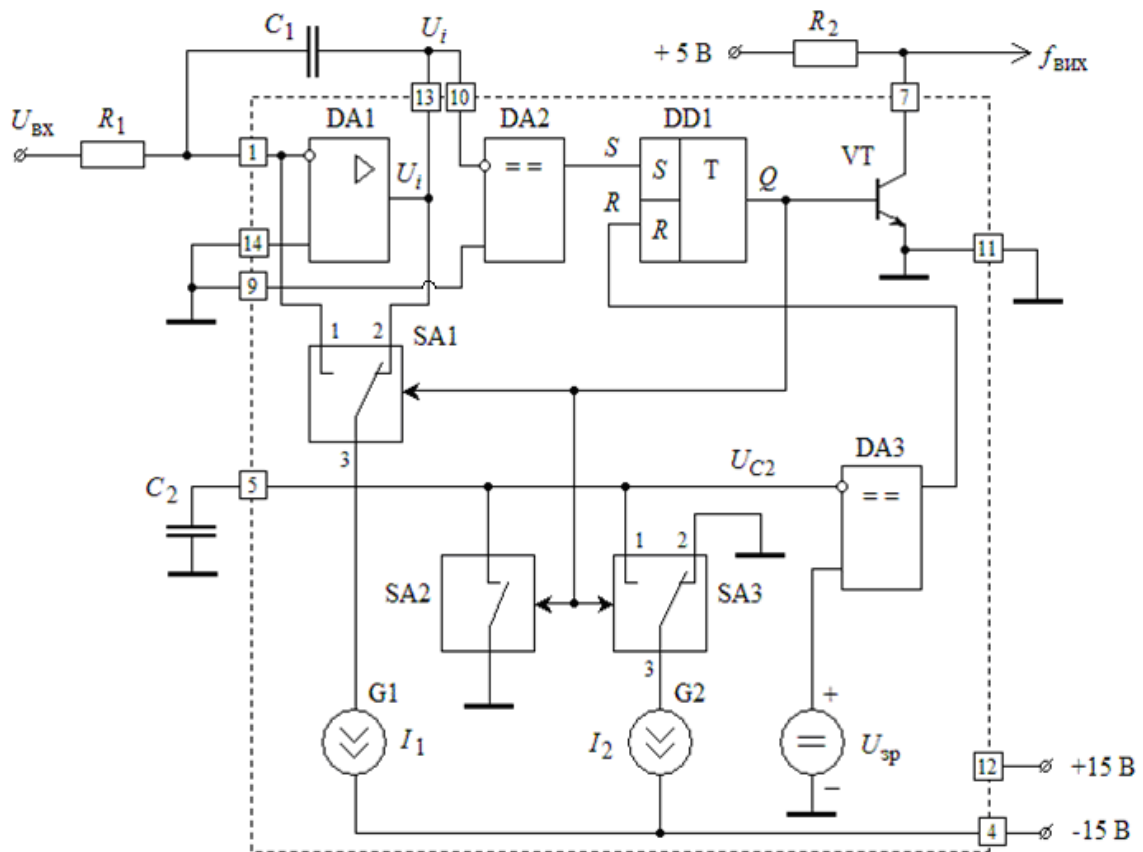 C1
Ui
R2
+ 5 В
fвих
13
10
7
Uвх
R1
DA1
DA2
DD1
VT
1
Ui
= =
S
S
T
Q
R
R
14
11
9
1
2
SA1
3
DA3
UC2
C2
5
= =
1
2
SA2
SA3
3
G1
G2
+
I1
I2
=
Uзр
−
12
+15 В
4
-15 В